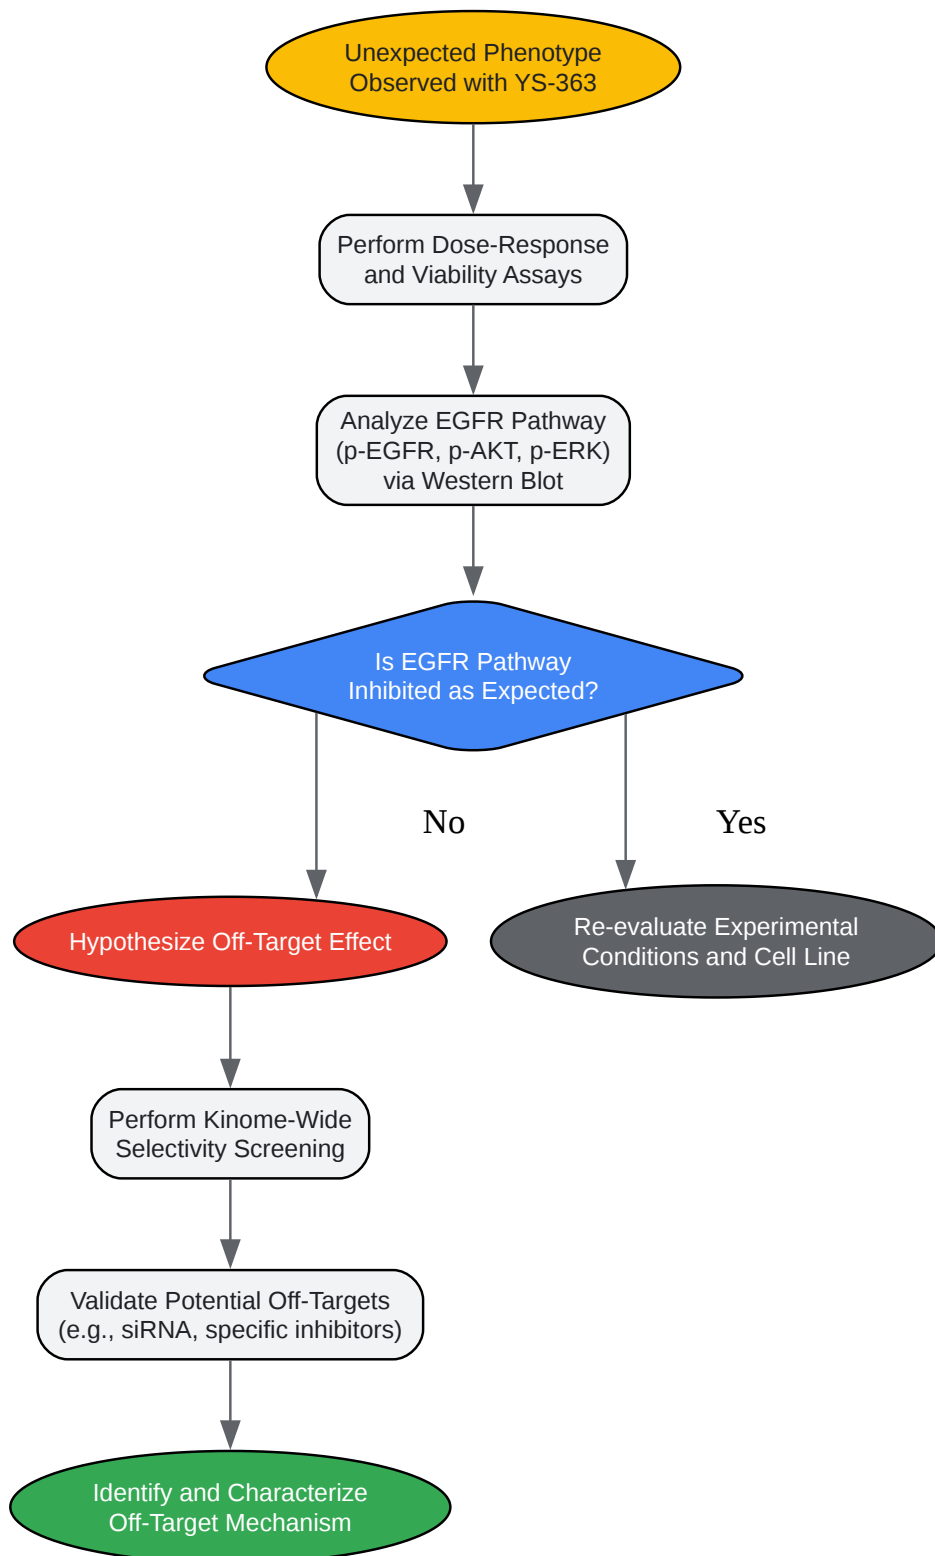 Unexpected Phenotype
Observed with YS-363
Perform Dose-Response
and Viability Assays
Analyze EGFR Pathway
(p-EGFR, p-AKT, p-ERK)
via Western Blot
Is EGFR Pathway
Inhibited as Expected?
No
Yes
Hypothesize Off-Target Effect
Re-evaluate Experimental
Conditions and Cell Line
Perform Kinome-Wide
Selectivity Screening
Validate Potential Off-Targets
(e.g., siRNA, specific inhibitors)
Identify and Characterize
Off-Target Mechanism